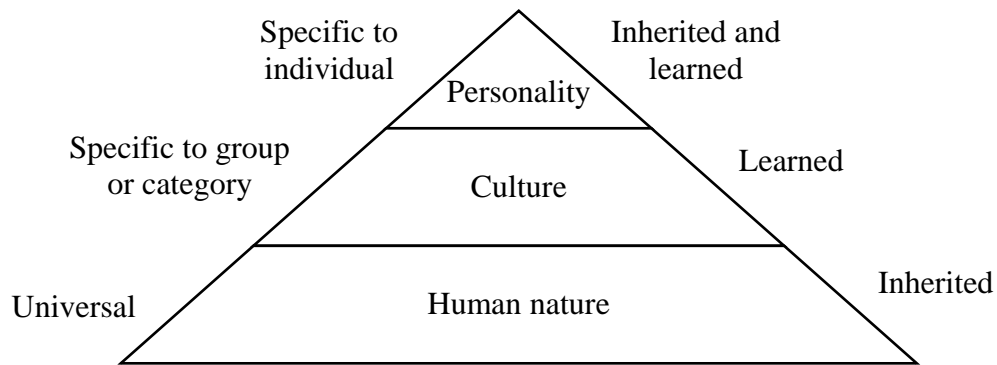 Specific to
individual
Inherited and
learned
Personality
Specific to group
or category
Learned
Culture
Inherited
Universal
Human nature